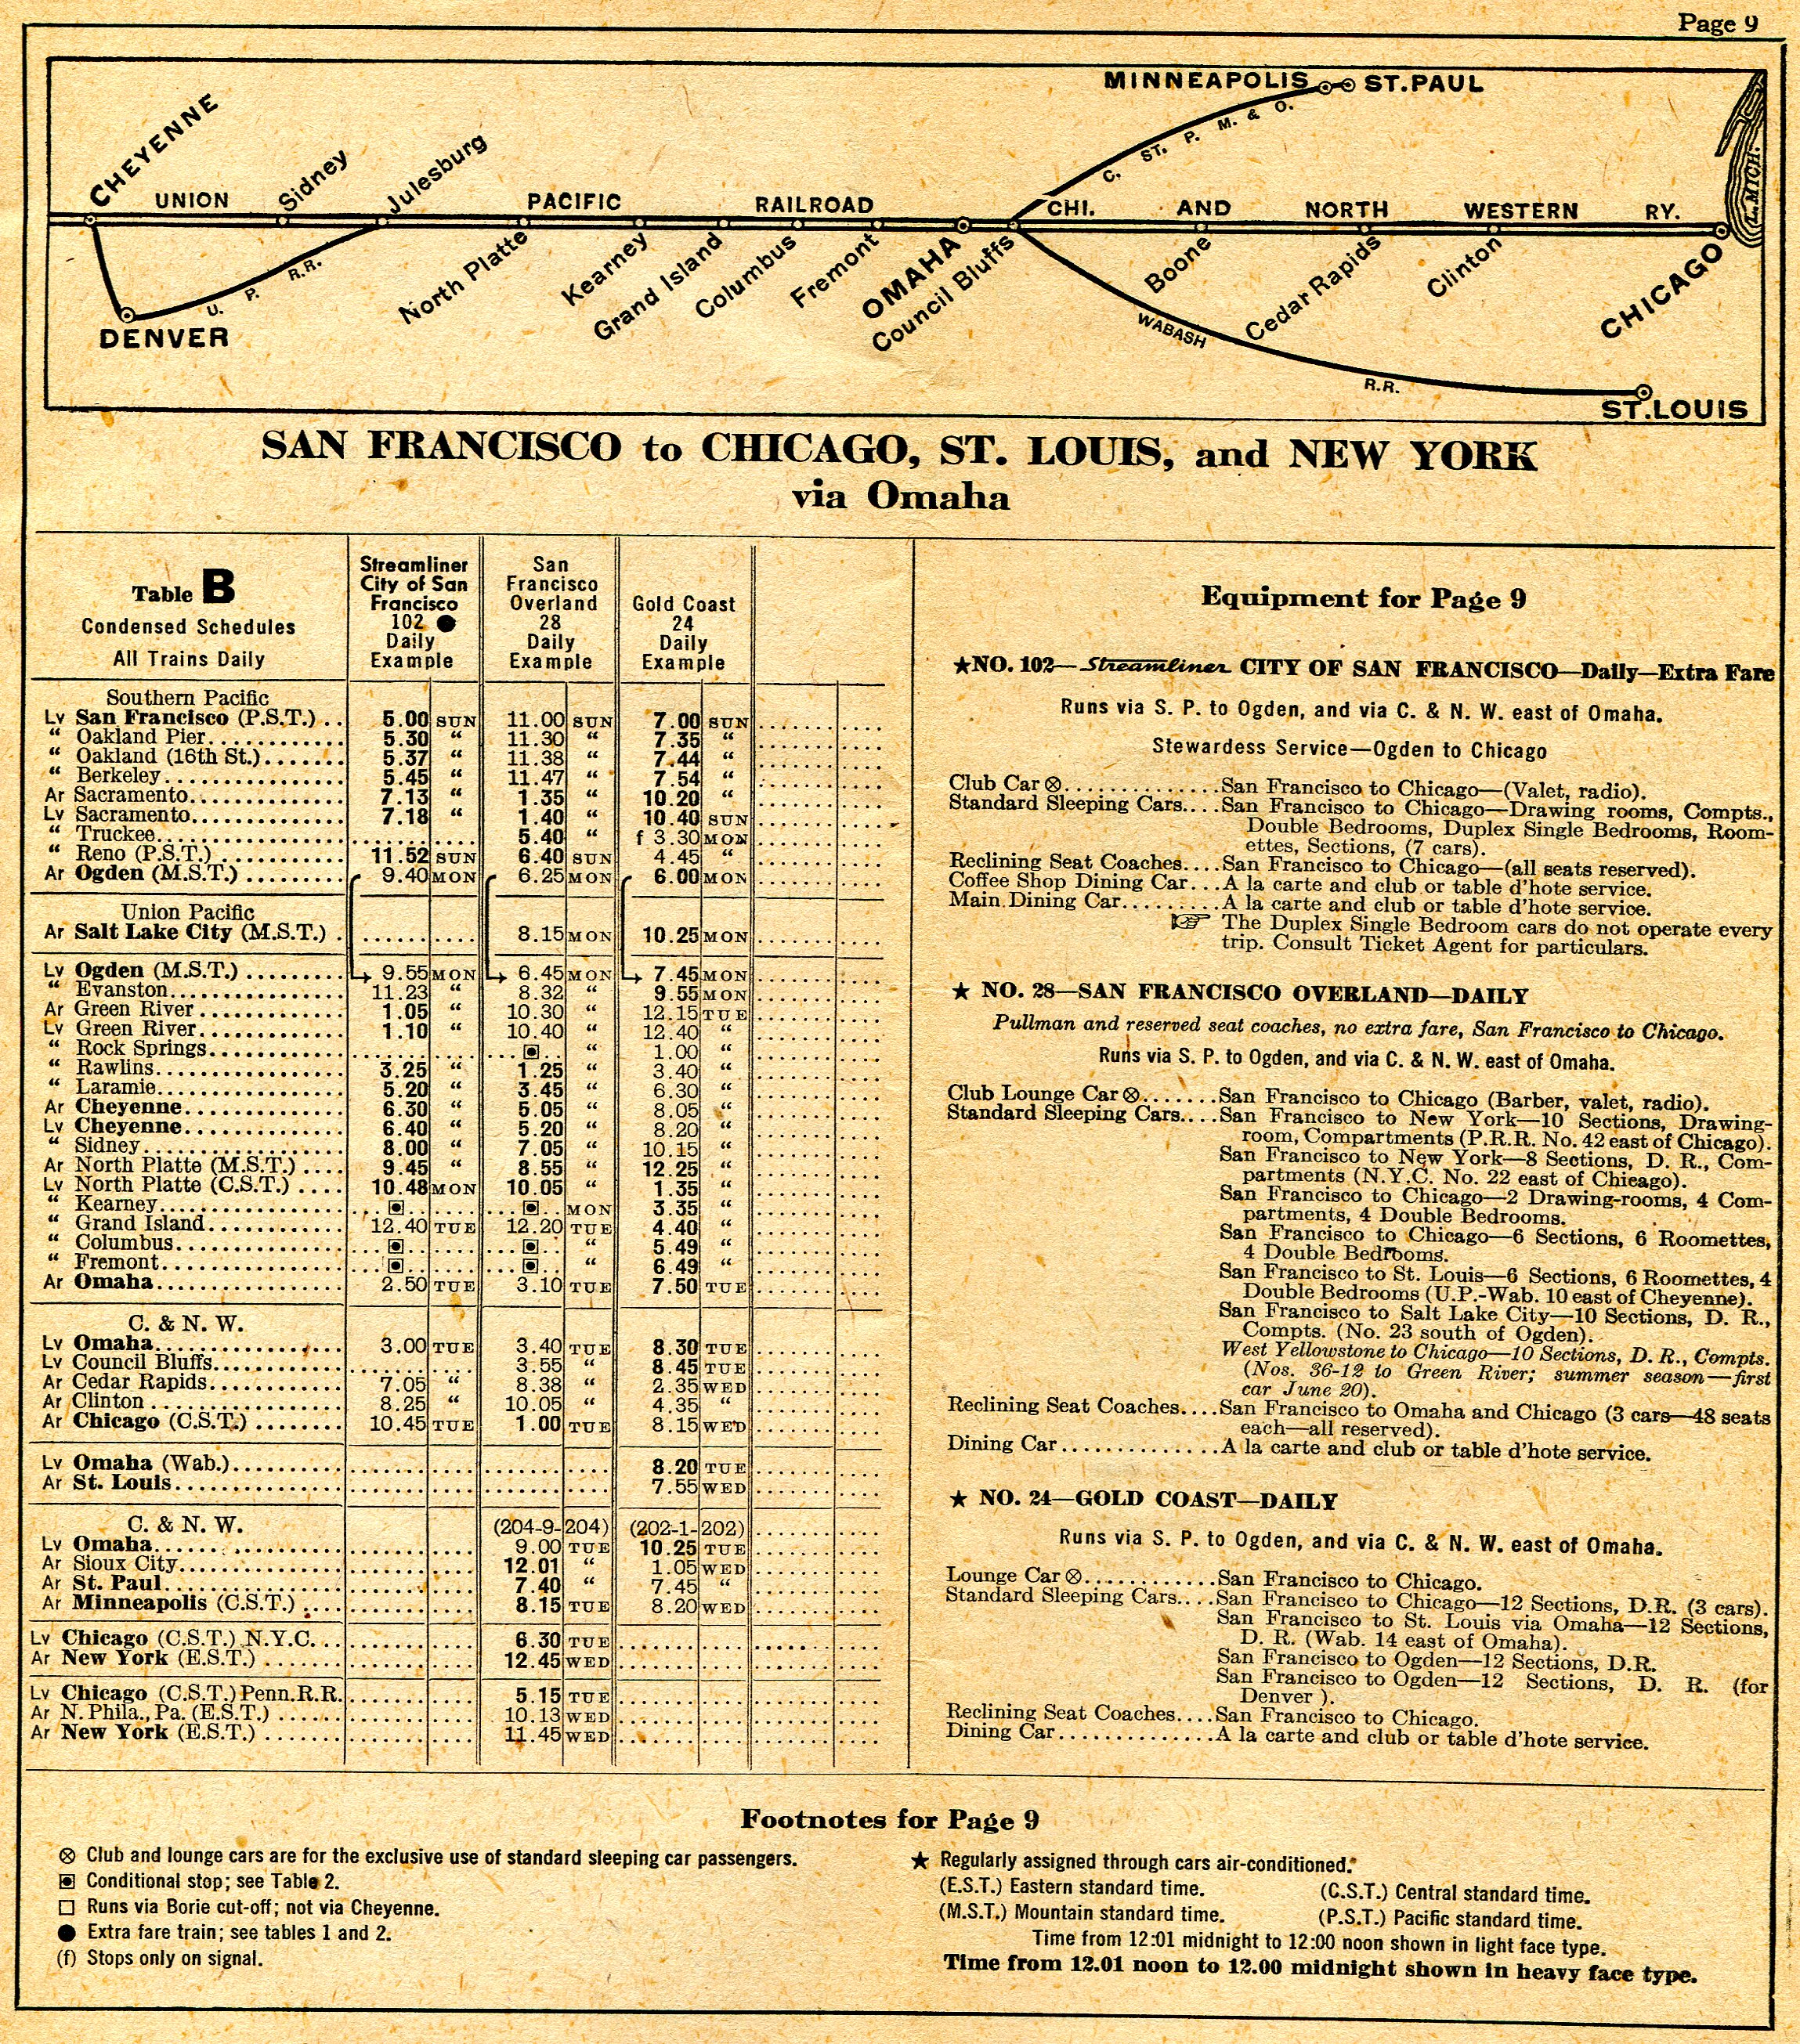 Page 9
MINNEAPOLIS ST.PAUL
C. ST. P. M. & O.
L.MICH.
CHEYENNE
Sidney
Julesburg
UNION PACIFIC RAILROAD CHI. AND NORTH WESTERN RY.
North Platte
Kearney
Grand Island
Columbus
Fremont
OMAHA
Council Bluffs
Boone
Cedar Rapids
Clinton
CHICAGO
U. P. R.R.
DENVER
WABASH R.R.
ST.LOUIS
SAN FRANCISCO to CHICAGO, ST. LOUIS, and NEW YORK
via Omaha
Table B
Condensed Schedules
All Trains Daily
Streamliner
City of San
Francisco
102 ●
Daily
Example
San
Francisco
Overland
28
Daily
Example
Gold Coast
24
Daily
Example
Southern Pacific
Lv San Francisco (P.S.T.) .. 5.00 SUN 11.00 SUN 7.00 SUN
“ Oakland Pier 5.30 “ 11.30 “ 7.35 “
“ Oakland (16th St.) 5.37 “ 11.38 “ 7.44 “
“ Berkeley 5.45 “ 11.47 “ 7.54 “
Ar Sacramento 7.13 “ 1.35 “ 10.20 “
Lv Sacramento 7.18 “ 1.40 “ 10.40 SUN
“ Truckee 5.40 “ f 3.30 MON
“ Reno (P.S.T.) 11.52 SUN 6.40 SUN 4.45 “
Ar Ogden (M.S.T.) 9.40 MON 6.25 MON 6.00 MON
Union Pacific
Ar Salt Lake City (M.S.T.) . 8.15 MON 10.25 MON
Lv Ogden (M.S.T.) 9.55 MON 6.45 MON 7.45 MON
“ Evanston 11.23 “ 8.32 “ 9.55 MON
Ar Green River 1.05 “ 10.30 “ 12.15 TUE
Lv Green River 1.10 “ 10.40 “ 12.40 “
“ Rock Springs ▣ “ 1.00 “
“ Rawlins 3.25 “ 1.25 “ 3.40 “
“ Laramie 5.20 “ 3.45 “ 6.30 “
Ar Cheyenne 6.30 “ 5.05 “ 8.05 “
Lv Cheyenne 6.40 “ 5.20 “ 8.20 “
“ Sidney 8.00 “ 7.05 “ 10.15 “
Ar North Platte (M.S.T.) 9.45 “ 8.55 “ 12.25 “
Lv North Platte (C.S.T.) 10.48 MON 10.05 “ 1.35 “
“ Kearney ▣ ▣ MON 3.35 “
“ Grand Island 12.40 TUE 12.20 TUE 4.40 “
“ Columbus ▣ ▣ “ 5.49 “
“ Fremont ▣ ▣ “ 6.49 “
Ar Omaha 2.50 TUE 3.10 TUE 7.50 TUE
C. & N. W.
Lv Omaha 3.00 TUE 3.40 TUE 8.30 TUE
Lv Council Bluffs 3.55 “ 8.45 TUE
Ar Cedar Rapids 7.05 “ 8.38 “ 2.35 WED
Ar Clinton 8.25 “ 10.05 “ 4.35 “
Ar Chicago (C.S.T.) 10.45 TUE 1.00 TUE 8.15 WED
Lv Omaha (Wab.) 8.20 TUE
Ar St. Louis 7.55 WED
C. & N. W. (204-9-204) (202-1-202)
Lv Omaha 9.00 TUE 10.25 TUE
Ar Sioux City 12.01 “ 1.05 WED
Ar St. Paul 7.40 “ 7.45 “
Ar Minneapolis (C.S.T.) 8.15 TUE 8.20 WED
Lv Chicago (C.S.T.) N.Y.C. 6.30 TUE
Ar New York (E.S.T.) 12.45 WED
Lv Chicago (C.S.T.) Penn.R.R. 5.15 TUE
Ar N. Phila., Pa. (E.S.T.) 10.13 WED
Ar New York (E.S.T.) 11.45 WED
Equipment for Page 9
★NO. 102—Streamliner CITY OF SAN FRANCISCO—Daily—Extra Fare
Runs via S. P. to Ogden, and via C. & N. W. east of Omaha.
Stewardess Service—Ogden to Chicago
Club Car ⊗ San Francisco to Chicago—(Valet, radio).
Standard Sleeping Cars....San Francisco to Chicago—Drawing rooms, Compts.,
Double Bedrooms, Duplex Single Bedrooms, Room-
ettes, Sections, (7 cars).
Reclining Seat Coaches....San Francisco to Chicago—(all seats reserved).
Coffee Shop Dining Car...A la carte and club or table d'hote service.
Main Dining Car.........A la carte and club or table d'hote service.
☞ The Duplex Single Bedroom cars do not operate every
trip. Consult Ticket Agent for particulars.
★ NO. 28—SAN FRANCISCO OVERLAND—DAILY
Pullman and reserved seat coaches, no extra fare, San Francisco to Chicago.
Runs via S. P. to Ogden, and via C. & N. W. east of Omaha.
Club Lounge Car ⊗.......San Francisco to Chicago (Barber, valet, radio).
Standard Sleeping Cars....San Francisco to New York—10 Sections, Drawing-
room, Compartments (P.R.R. No. 42 east of Chicago).
San Francisco to New York—8 Sections, D. R., Com-
partments (N.Y.C. No. 22 east of Chicago).
San Francisco to Chicago—2 Drawing-rooms, 4 Com-
partments, 4 Double Bedrooms.
San Francisco to Chicago—6 Sections, 6 Roomettes,
4 Double Bedrooms.
San Francisco to St. Louis—6 Sections, 6 Roomettes, 4
Double Bedrooms (U.P.-Wab. 10 east of Cheyenne).
San Francisco to Salt Lake City—10 Sections, D. R.,
Compts. (No. 23 south of Ogden).
West Yellowstone to Chicago—10 Sections, D. R., Compts.
(Nos. 36-12 to Green River; summer season—first
car June 20).
Reclining Seat Coaches....San Francisco to Omaha and Chicago (3 cars—48 seats
each—all reserved).
Dining Car..............A la carte and club or table d'hote service.
★ NO. 24—GOLD COAST—DAILY
Runs via S. P. to Ogden, and via C. & N. W. east of Omaha.
Lounge Car ⊗............San Francisco to Chicago.
Standard Sleeping Cars....San Francisco to Chicago—12 Sections, D.R. (3 cars).
San Francisco to St. Louis via Omaha—12 Sections,
D. R. (Wab. 14 east of Omaha).
San Francisco to Ogden—12 Sections, D.R.
San Francisco to Ogden—12 Sections, D. R. (for
Denver ).
Reclining Seat Coaches....San Francisco to Chicago.
Dining Car..............A la carte and club or table d'hote service.
Footnotes for Page 9
⊗ Club and lounge cars are for the exclusive use of standard sleeping car passengers.
▣ Conditional stop; see Table 2.
□ Runs via Borie cut-off; not via Cheyenne.
● Extra fare train; see tables 1 and 2.
(f) Stops only on signal.
★ Regularly assigned through cars air-conditioned.
(E.S.T.) Eastern standard time. (C.S.T.) Central standard time.
(M.S.T.) Mountain standard time. (P.S.T.) Pacific standard time.
Time from 12:01 midnight to 12:00 noon shown in light face type.
Time from 12.01 noon to 12.00 midnight shown in heavy face type.